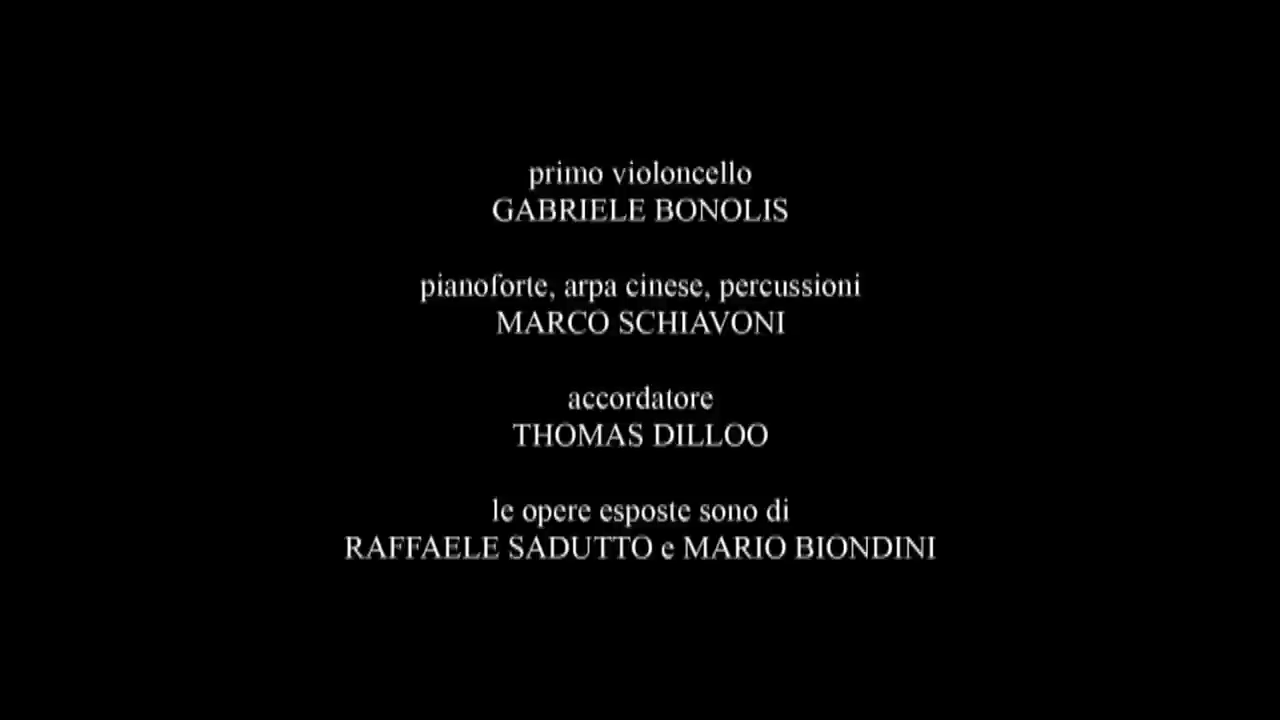 primo violoncello
GABRIELE BONOLIS
pianoforte, arpa cinese, percussioni
MARCO SCHIAVONI
accordatore
THOMAS DILLOO
le opere esposte sono di
RAFFAELE SADUTTO e MARIO BIONDINI